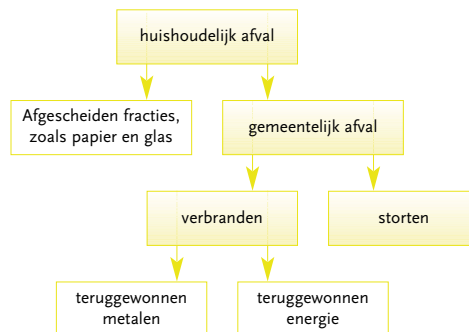 huishoudelijk afval
Afgescheiden fracties,
zoals papier en glas
gemeentelijk afval
verbranden
storten
teruggewonnen
metalen
teruggewonnen
energie